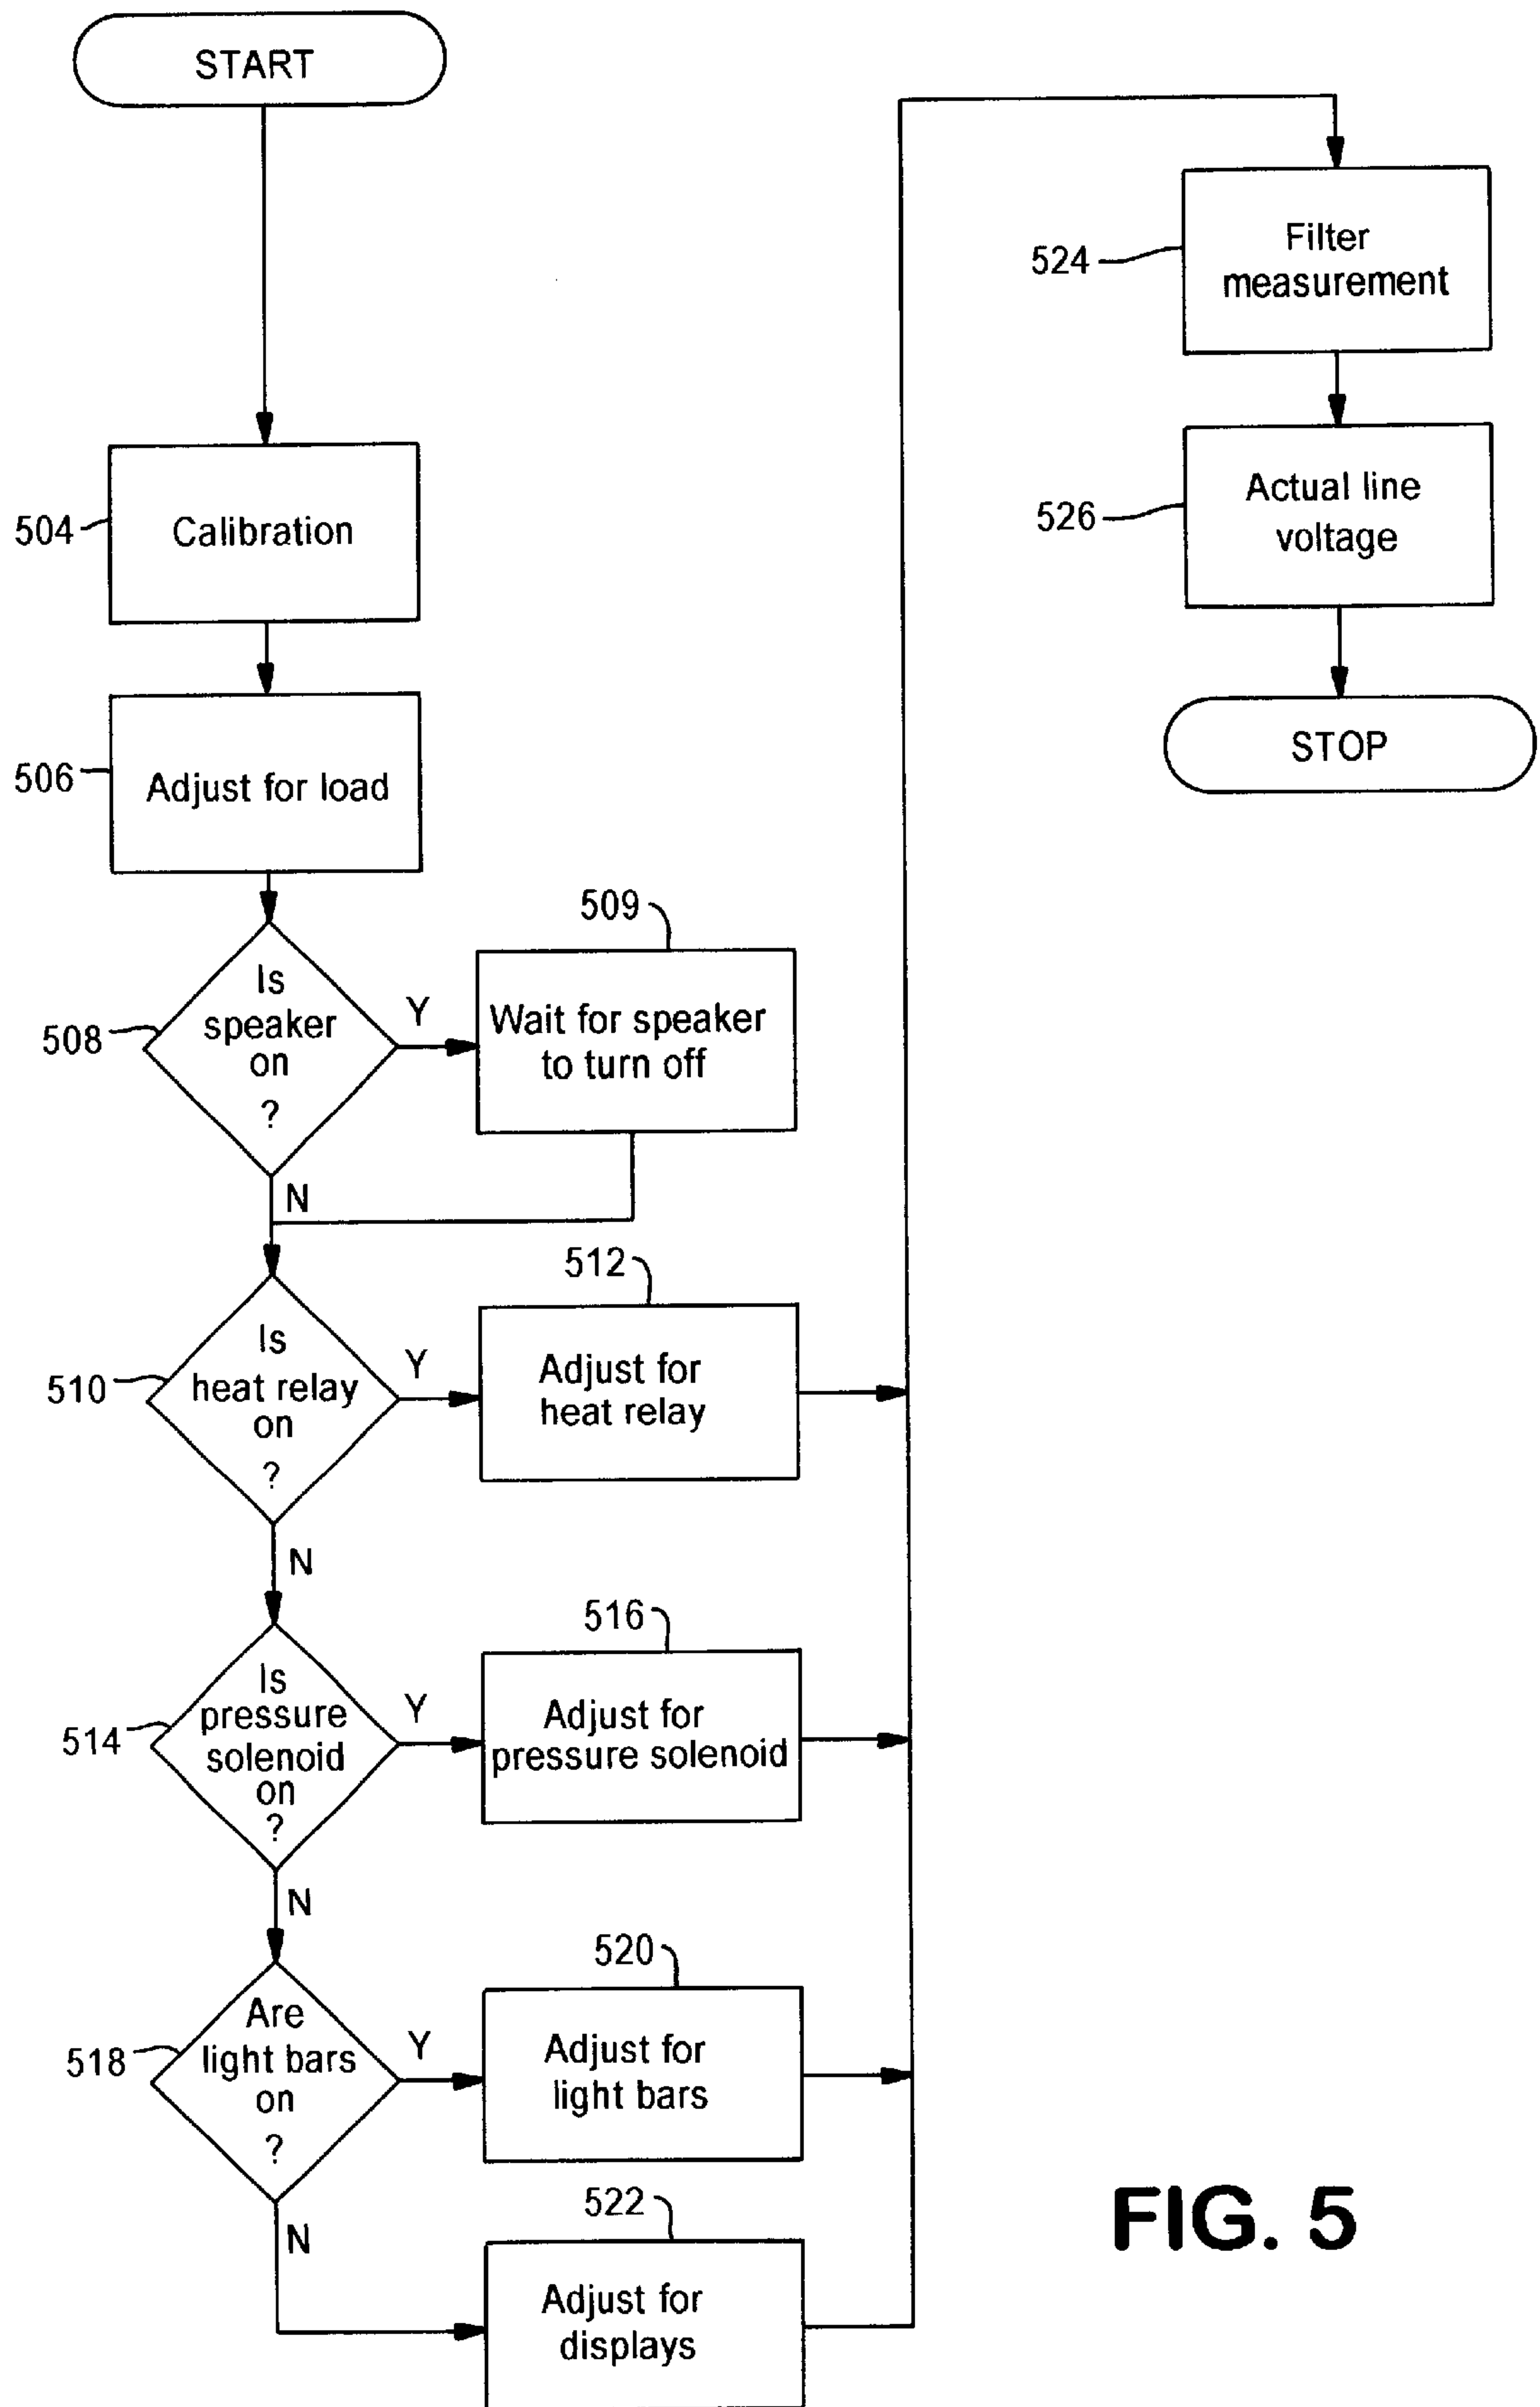 START
504
Calibration
506
Adjust for load
508
Is
speaker
on
?
Y
N
509
Wait for speaker
to turn off
510
Is
heat relay
on
?
Y
N
512
Adjust for
heat relay
514
Is
pressure
solenoid
on
?
Y
N
516
Adjust for
pressure solenoid
518
Are
light bars
on
?
Y
N
520
Adjust for
light bars
522
Adjust for
displays
524
Filter
measurement
526
Actual line
voltage
STOP
FIG. 5